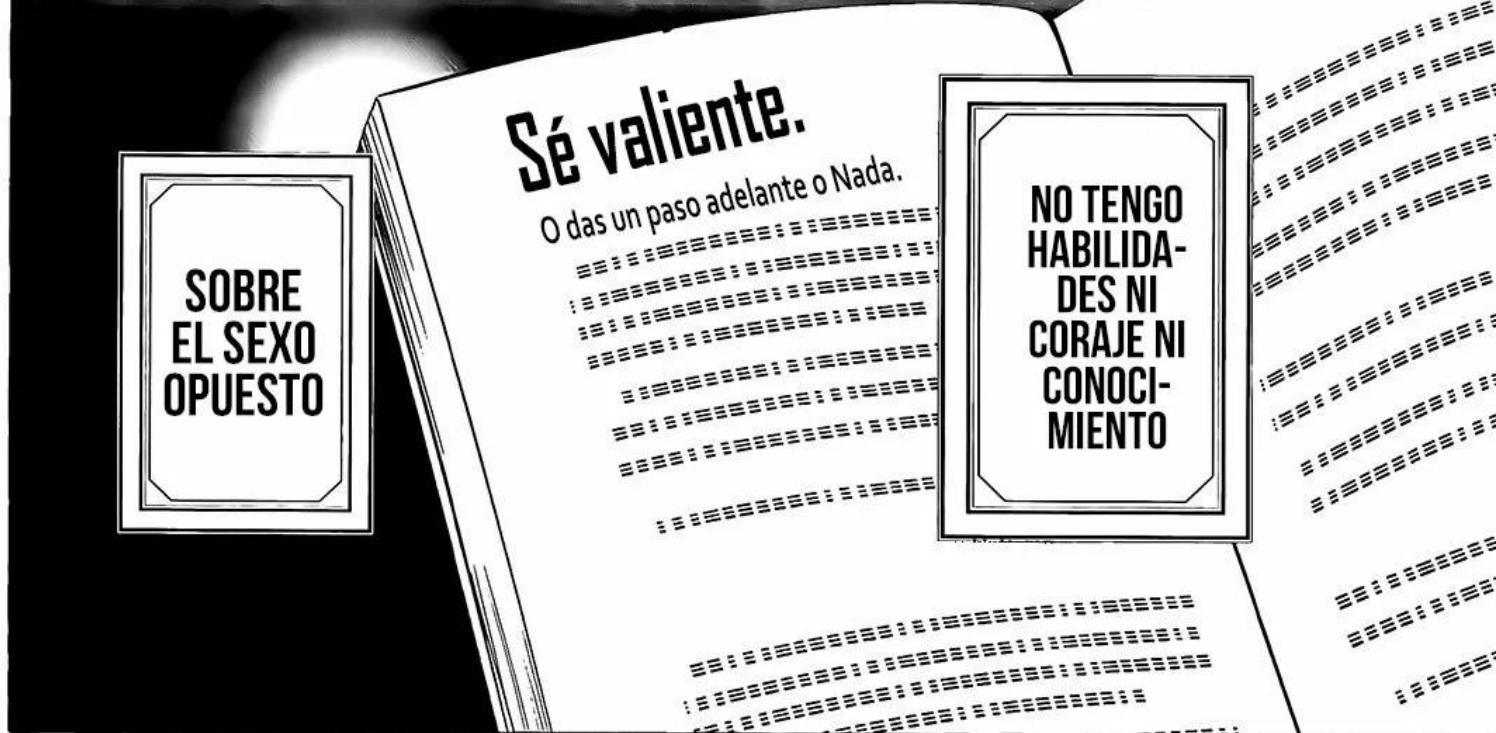 Sé valiente.
O das un paso adelante o Nada.
NO TENGO
HABILIDA-
DES NI
CORAJE NI
CONOCI-
MIENTO
SOBRE
EL SEXO
OPUESTO